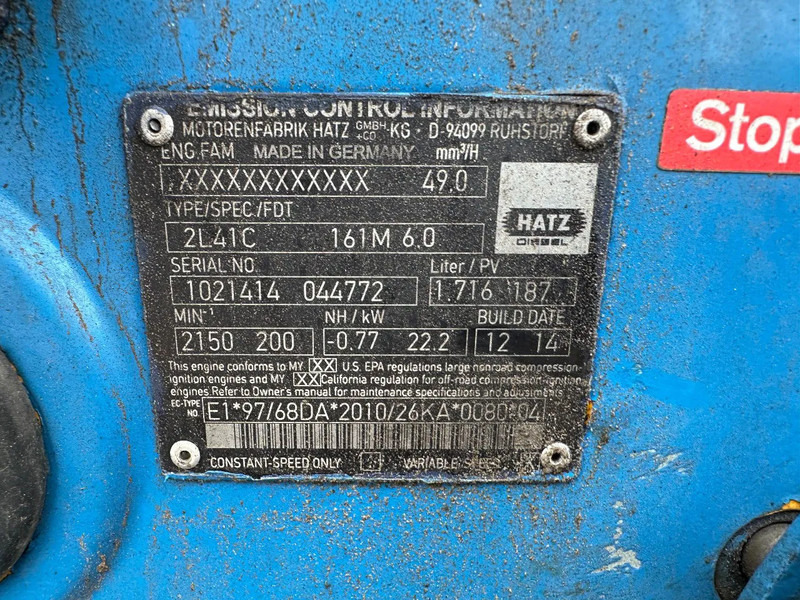 EMISSION CONTROL INFORMATION
MOTORENFABRIK HATZ GMBH +CO KG • D-94099 RUHSTORF
ENG.FAM MADE IN GERMANY mm³/H
XXXXXXXXXXXX 49.0
TYPE/SPEC./FDT
2L41C 161M 6.0
HATZ
DIESEL
SERIAL NO. Liter / PV
1021414 044772 1.716 187
MIN⁻¹ NH / kW BUILD DATE
2150 200 -0.77 22.2 12 14
This engine conforms to MY XX U.S. EPA regulations large nonroad compression-
ignition engines and MY XX California regulation for off-road compression-ignition
engines. Refer to Owner's manual for maintenance specifications and adjustments
EC-TYPE NO. E1*97/68DA*2010/26KA*0080*04
CONSTANT-SPEED ONLY VARIABLE SPEED X
Stop